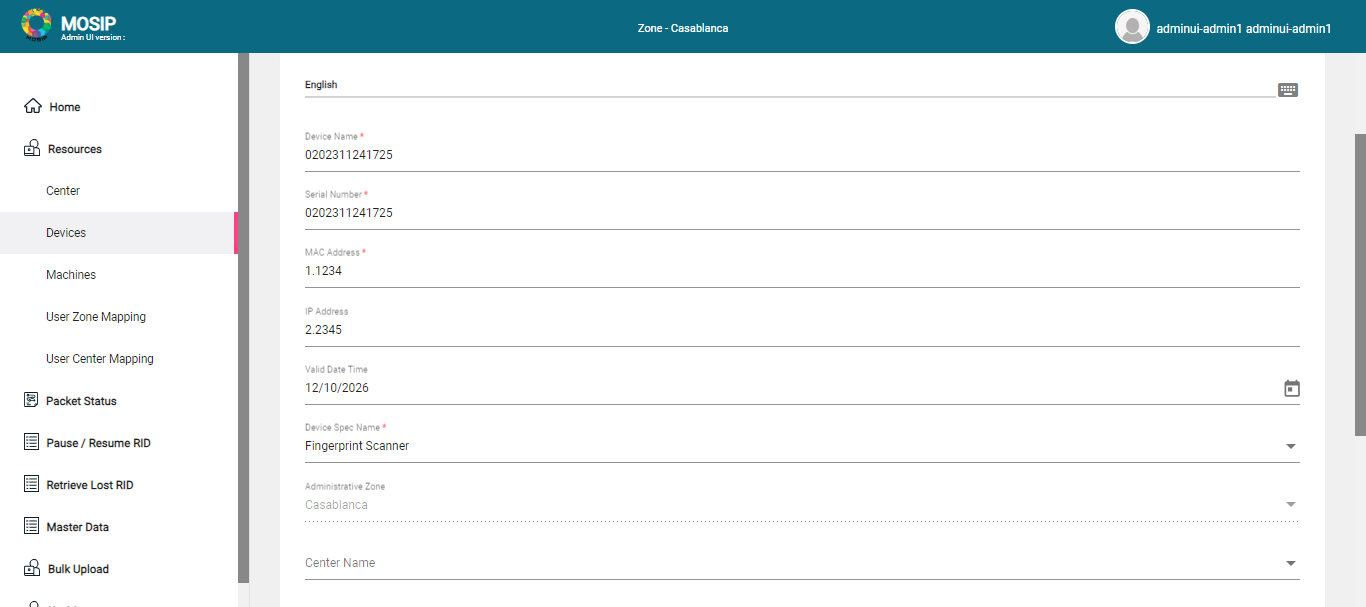 MOSIP
Admin UI version :
Zone - Casablanca
adminui-admin1 adminui-admin1
Home
Resources
Center
Devices
Machines
User Zone Mapping
User Center Mapping
Packet Status
Pause / Resume RID
Retrieve Lost RID
Master Data
Bulk Upload
English
Device Name *
0202311241725
Serial Number *
0202311241725
MAC Address *
1.1234
IP Address
2.2345
Valid Date Time
12/10/2026
Device Spec Name *
Fingerprint Scanner
Administrative Zone
Casablanca
Center Name